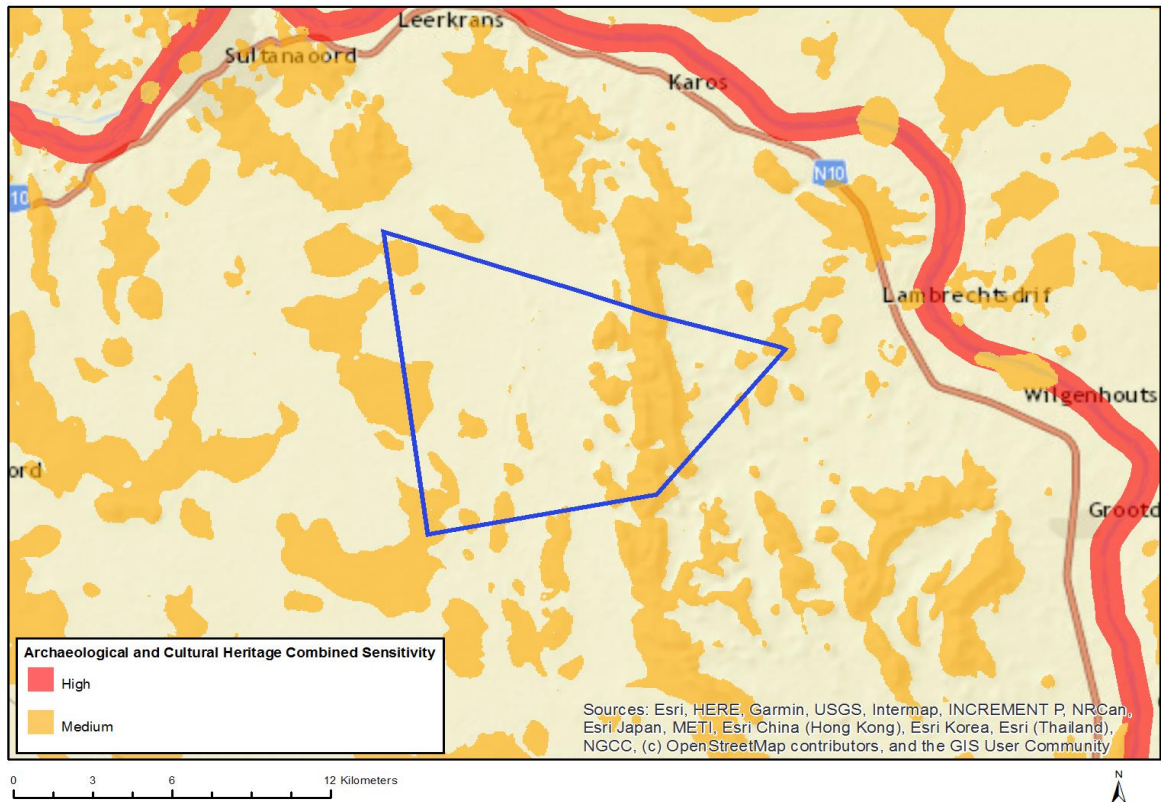 Leerkrans
Sultanaoord
Karos
N10
10
Lambrechtsdrif
Wilgenhouts
ord
Grootd
Archaeological and Cultural Heritage Combined Sensitivity
High
Medium
Sources: Esri, HERE, Garmin, USGS, Intermap, INCREMENT P, NRCan,
Esri Japan, METI, Esri China (Hong Kong), Esri Korea, Esri (Thailand),
NGCC, (c) OpenStreetMap contributors, and the GIS User Community
0 3 6 12 Kilometers
N